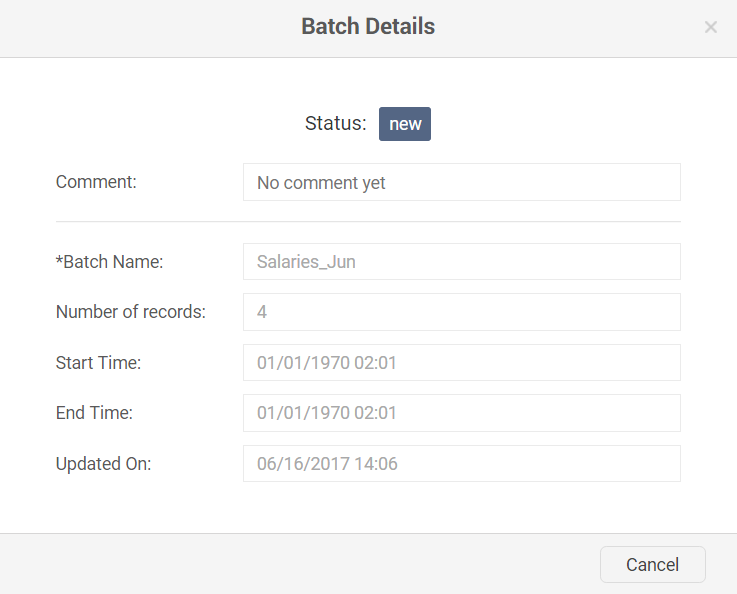 Batch Details
×
Status: new
Comment: No comment yet
*Batch Name: Salaries_Jun
Number of records: 4
Start Time: 01/01/1970 02:01
End Time: 01/01/1970 02:01
Updated On: 06/16/2017 14:06
Cancel